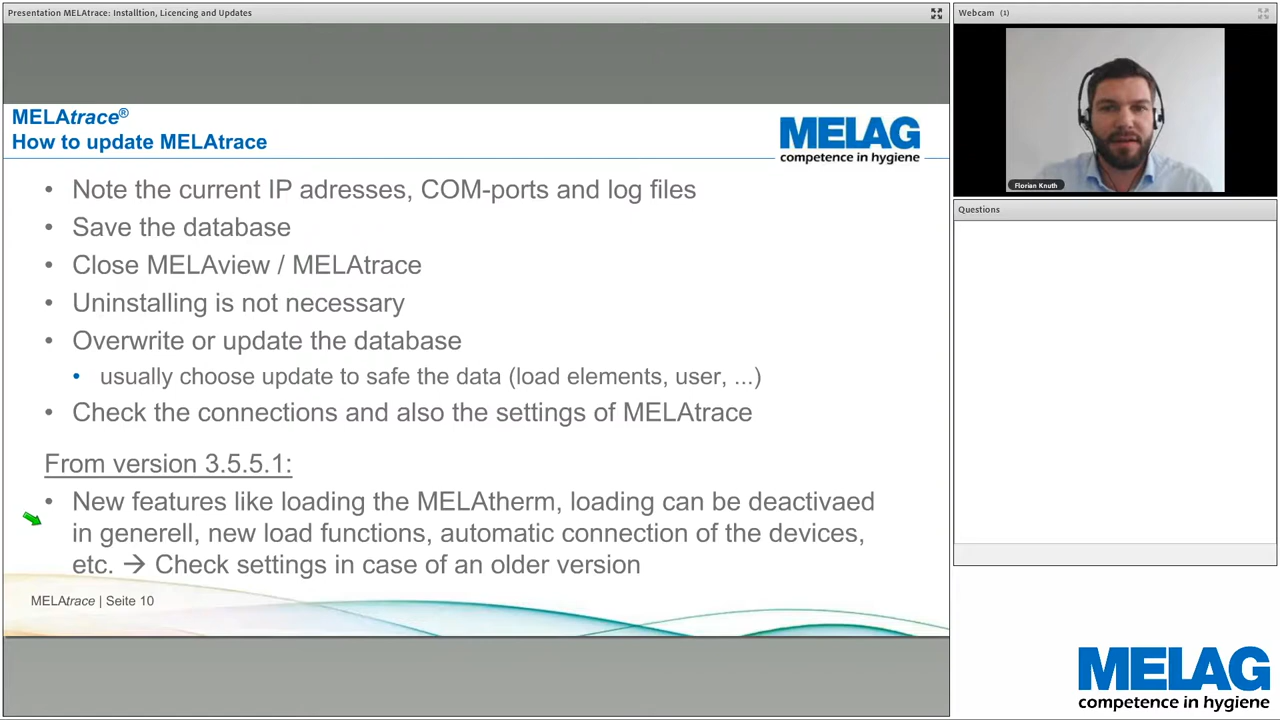 Presentation MELAtrace: Installtion, Licencing and Updates
Webcam (1)
MELAtrace®
How to update MELAtrace
MELAG
competence in hygiene
• Note the current IP adresses, COM-ports and log files
• Save the database
• Close MELAview / MELAtrace
• Uninstalling is not necessary
• Overwrite or update the database
• usually choose update to safe the data (load elements, user, ...)
• Check the connections and also the settings of MELAtrace
From version 3.5.5.1:
• New features like loading the MELAtherm, loading can be deactivaed
in generell, new load functions, automatic connection of the devices,
etc. → Check settings in case of an older version
MELAtrace | Seite 10
Florian Knuth
Questions
MELAG
competence in hygiene